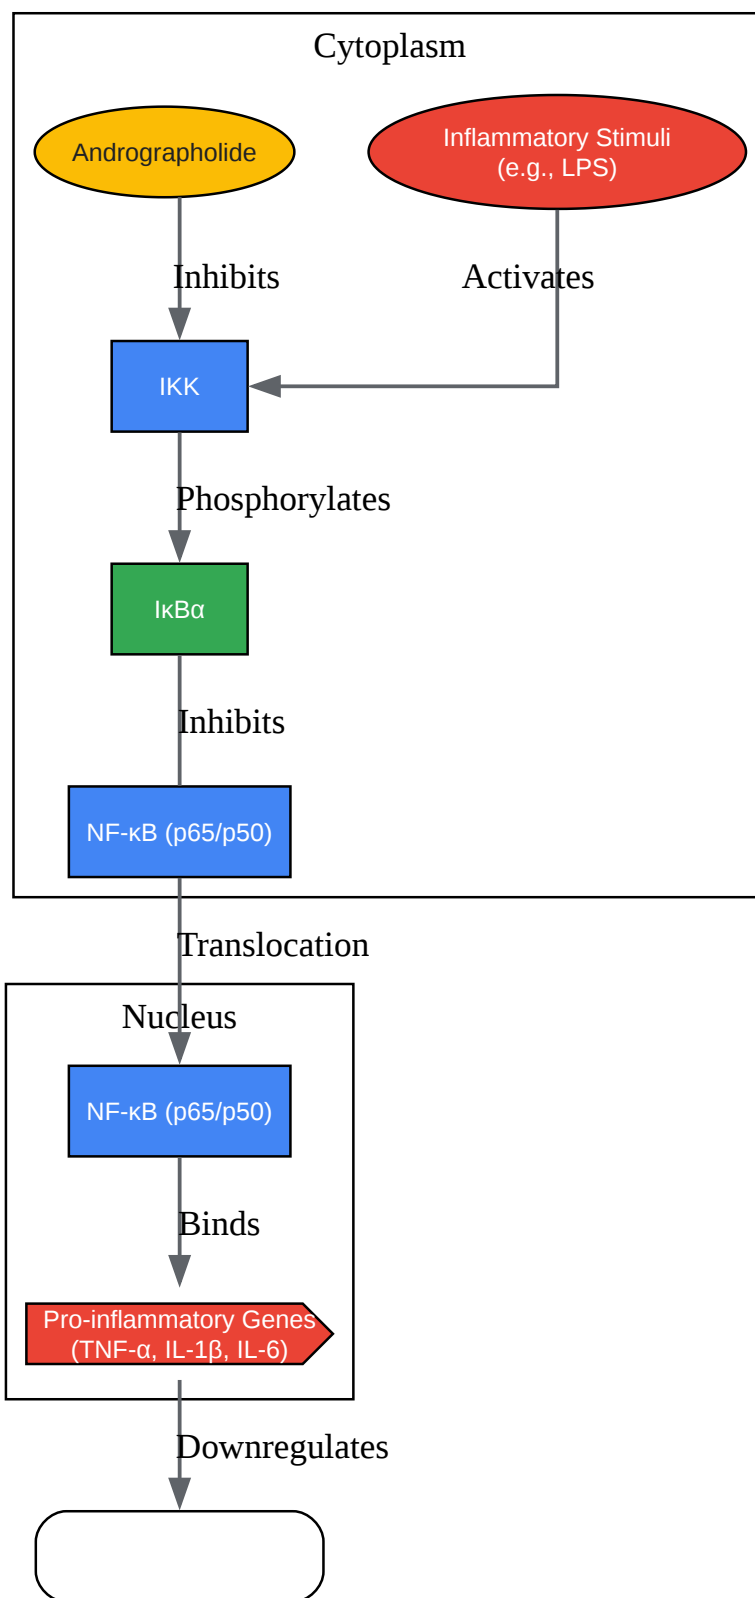 Cytoplasm
Andrographolide
Inflammatory Stimuli
(e.g., LPS)
Inhibits
Activates
IKK
Phosphorylates
IκBα
Inhibits
NF-κB (p65/p50)
Translocation
Nucleus
NF-κB (p65/p50)
Binds
Pro-inflammatory Genes
(TNF-α, IL-1β, IL-6)
Downregulates